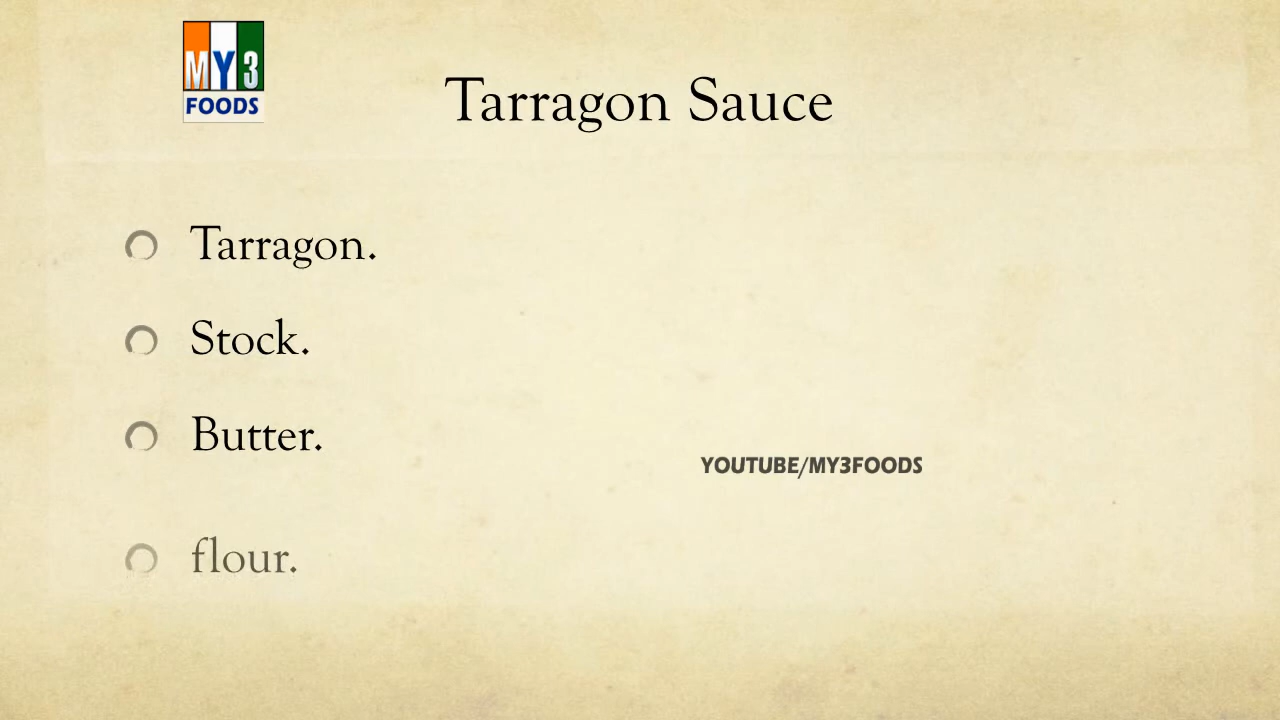 MY3
FOODS
Tarragon Sauce
Tarragon.
Stock.
Butter.
YOUTUBE/MY3FOODS
flour.